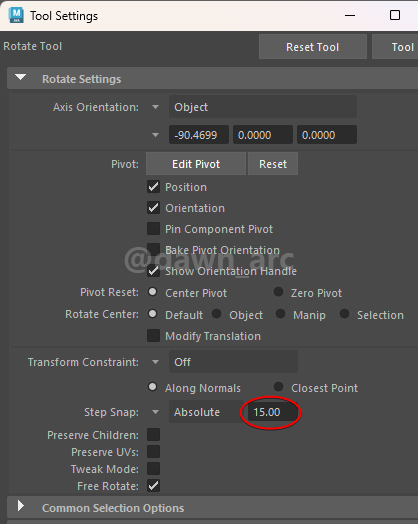 M Tool Settings
Rotate Tool Reset Tool Tool
Rotate Settings
Axis Orientation: Object
-90.4699 0.0000 0.0000
Pivot: Edit Pivot Reset
Position
Orientation
Pin Component Pivot
Bake Pivot Orientation
@dawn_arc
Show Orientation Handle
Pivot Reset: Center Pivot Zero Pivot
Rotate Center: Default Object Manip Selection
Modify Translation
Transform Constraint: Off
Along Normals Closest Point
Step Snap: Absolute 15.00
Preserve Children:
Preserve UVs:
Tweak Mode:
Free Rotate:
Common Selection Options